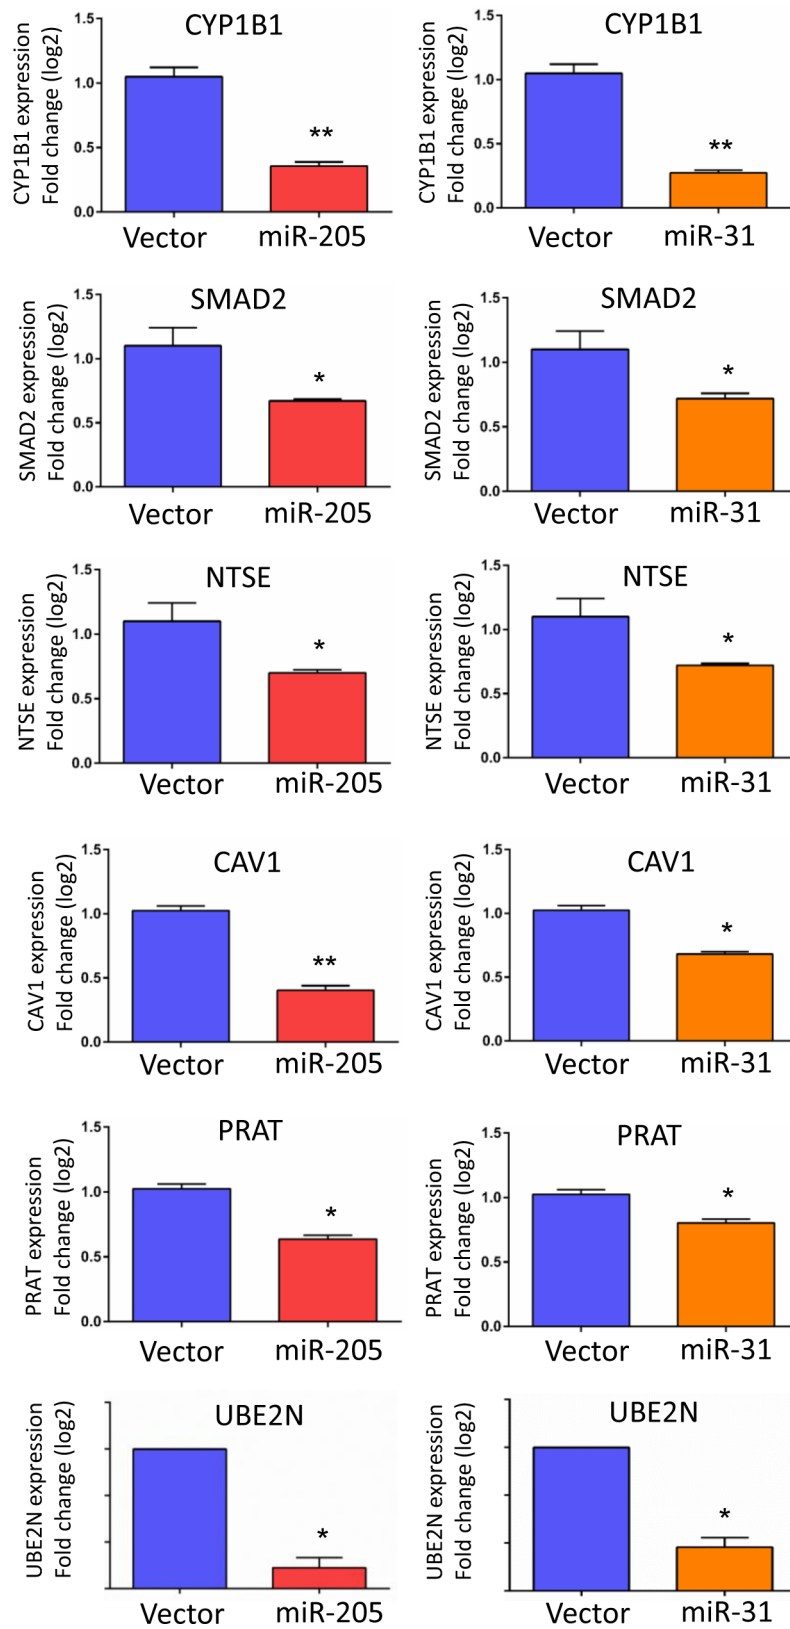 CYP1B1
CYP1B1 expression
Fold change (log2)
1.5
1.0
0.5
0.0
**
Vector miR-205
CYP1B1
CYP1B1 expression
Fold change (log2)
1.5
1.0
0.5
0.0
**
Vector miR-31
SMAD2
SMAD2 expression
Fold change (log2)
1.5
1.0
0.5
0.0
*
Vector miR-205
SMAD2
SMAD2 expression
Fold change (log2)
1.5
1.0
0.5
0.0
*
Vector miR-31
NTSE
NTSE expression
Fold change (log2)
1.5
1.0
0.5
0.0
*
Vector miR-205
NTSE
NTSE expression
Fold change (log2)
1.5
1.0
0.5
0.0
*
Vector miR-31
CAV1
CAV1 expression
Fold change (log2)
1.5
1.0
0.5
0.0
**
Vector miR-205
CAV1
CAV1 expression
Fold change (log2)
1.5
1.0
0.5
0.0
*
Vector miR-31
PRAT
PRAT expression
Fold change (log2)
1.5
1.0
0.5
0.0
*
Vector miR-205
PRAT
PRAT expression
Fold change (log2)
1.5
1.0
0.5
0.0
*
Vector miR-31
UBE2N
UBE2N expression
Fold change (log2)
*
Vector miR-205
UBE2N
UBE2N expression
Fold change (log2)
*
Vector miR-31